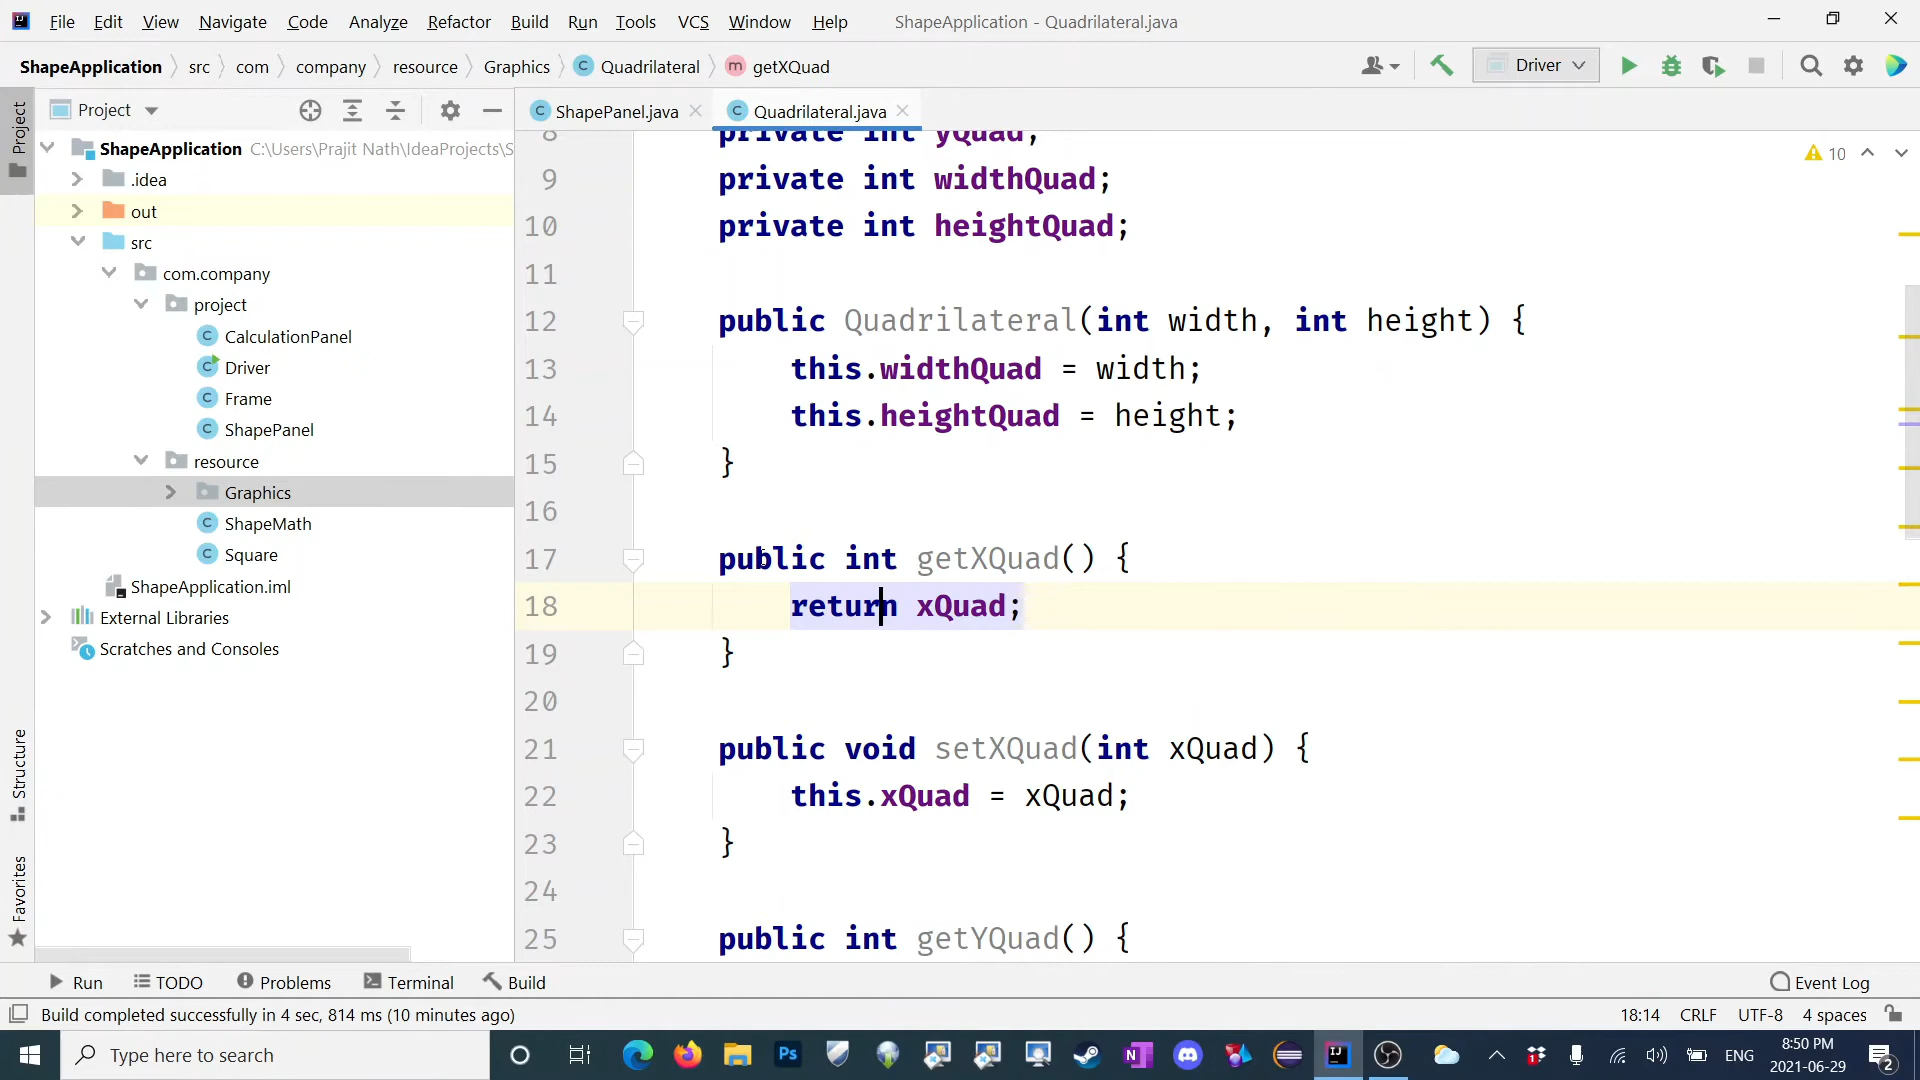 File Edit View Navigate Code Analyze Refactor Build Run Tools VCS Window Help ShapeApplication - Quadrilateral.java
ShapeApplication src com company resource Graphics Quadrilateral getXQuad Driver
Project
ShapePanel.java
Quadrilateral.java
Project
Structure
Favorites
ShapeApplication C:\Users\Prajit Nath\IdeaProjects\S
.idea
out
src
com.company
project
CalculationPanel
Driver
Frame
ShapePanel
resource
Graphics
ShapeMath
Square
ShapeApplication.iml
External Libraries
Scratches and Consoles
10
8 private int yQuad;
9 private int widthQuad;
10 private int heightQuad;
11
12 public Quadrilateral(int width, int height) {
13 this.widthQuad = width;
14 this.heightQuad = height;
15 }
16
17 public int getXQuad() {
18 return xQuad;
19 }
20
21 public void setXQuad(int xQuad) {
22 this.xQuad = xQuad;
23 }
24
25 public int getYQuad() {
Run TODO Problems Terminal Build Event Log
Build completed successfully in 4 sec, 814 ms (10 minutes ago) 18:14 CRLF UTF-8 4 spaces
Type here to search
ENG
8:50 PM
2021-06-29
2